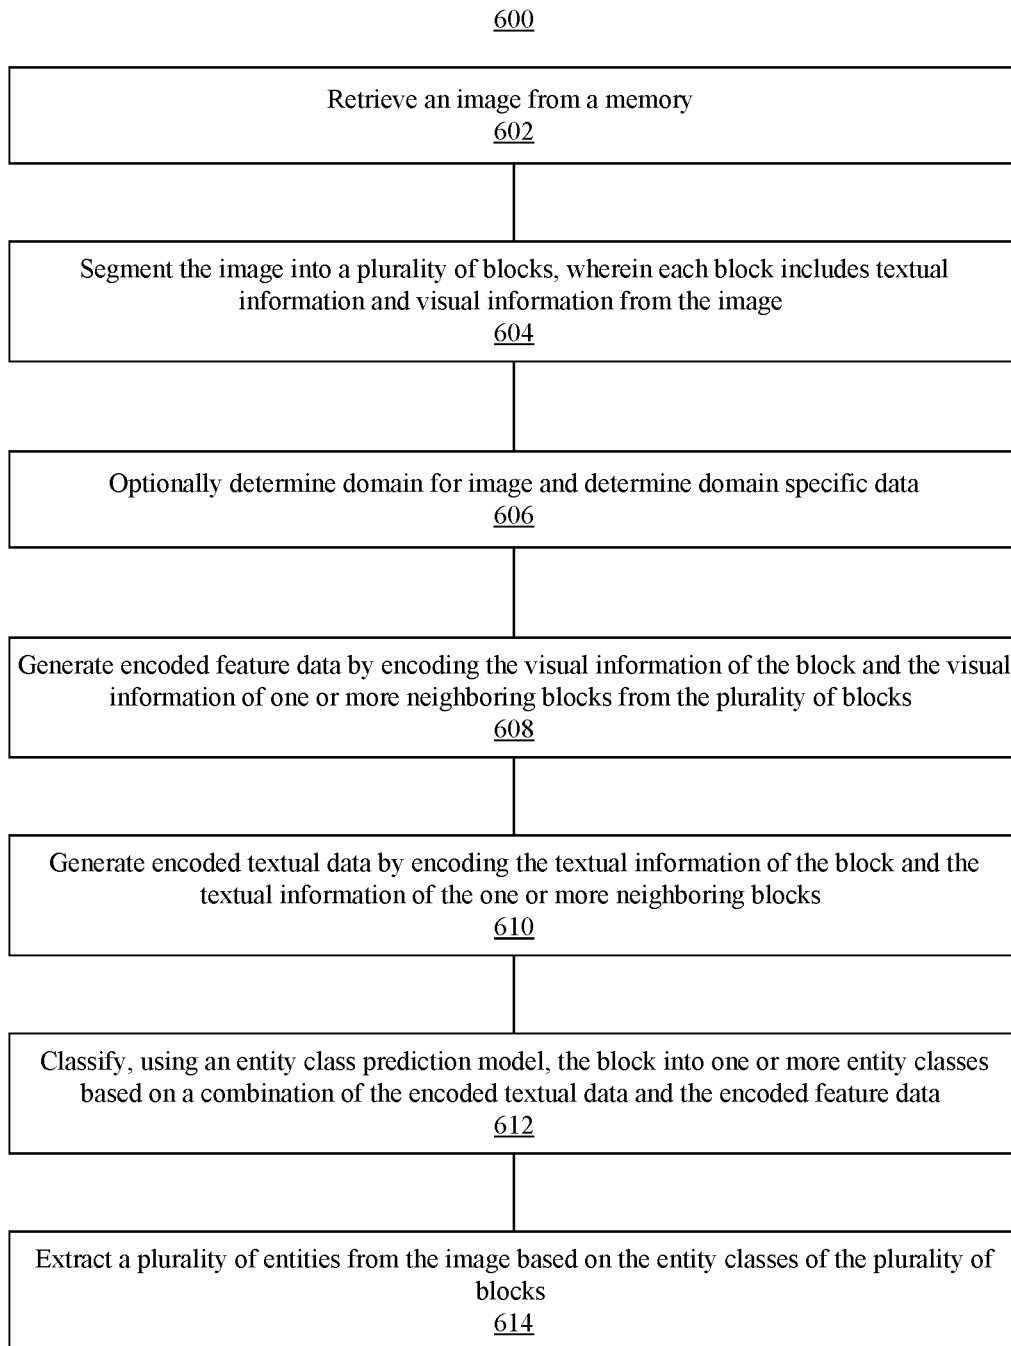 600
Retrieve an image from a memory
602
Segment the image into a plurality of blocks, wherein each block includes textual
information and visual information from the image
604
Optionally determine domain for image and determine domain specific data
606
Generate encoded feature data by encoding the visual information of the block and the visual
information of one or more neighboring blocks from the plurality of blocks
608
Generate encoded textual data by encoding the textual information of the block and the
textual information of the one or more neighboring blocks
610
Classify, using an entity class prediction model, the block into one or more entity classes
based on a combination of the encoded textual data and the encoded feature data
612
Extract a plurality of entities from the image based on the entity classes of the plurality of
blocks
614